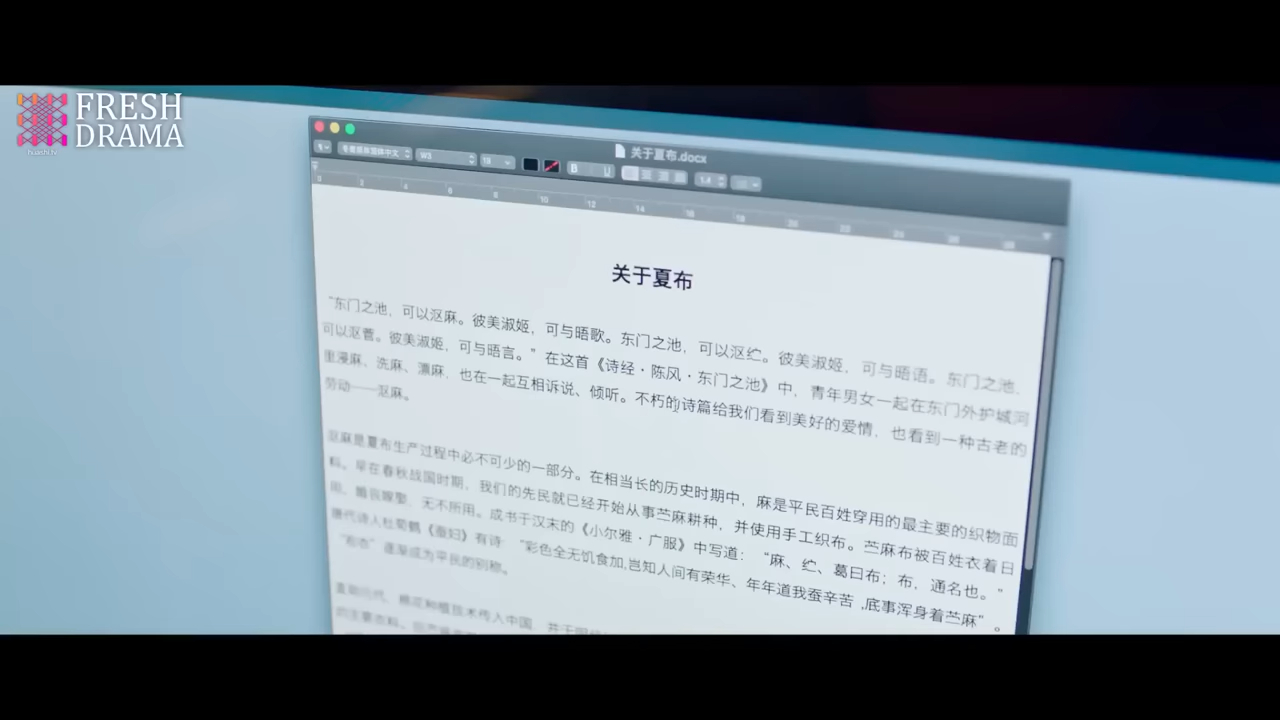 FRESH
DRAMA
关于夏布.docx
B U
关于夏布
“东门之池，可以沤麻。彼美淑姬，可与晤歌。东门之池，可以沤纻。彼美淑姬，可与晤语。东门之池，
可以沤菅。彼美淑姬，可与晤言。”在这首《诗经·陈风·东门之池》中，青年男女一起在东门外护城河
里浸麻、洗麻、漂麻，也在一起互相诉说、倾听。不朽的诗篇给我们看到美好的爱情，也看到一种古老的
劳动——沤麻。
沤麻是夏布生产过程中必不可少的一部分。在相当长的历史时期中，麻是平民百姓穿用的最主要的织物面
料。早在春秋战国时期，我们的先民就已经开始从事苎麻耕种，并使用手工织布。苎麻布被百姓衣着日
用、婚丧嫁娶，无不所用。成书于汉末的《小尔雅·广服》中写道：“麻、纻、葛曰布；布，通名也。”
唐代诗人杜荀鹤《蚕妇》有诗“彩色全无饥食加,岂知人间有荣华、年年道我蚕辛苦,底事浑身着苎麻”。
“布衣”逐渐成为平民的别称。